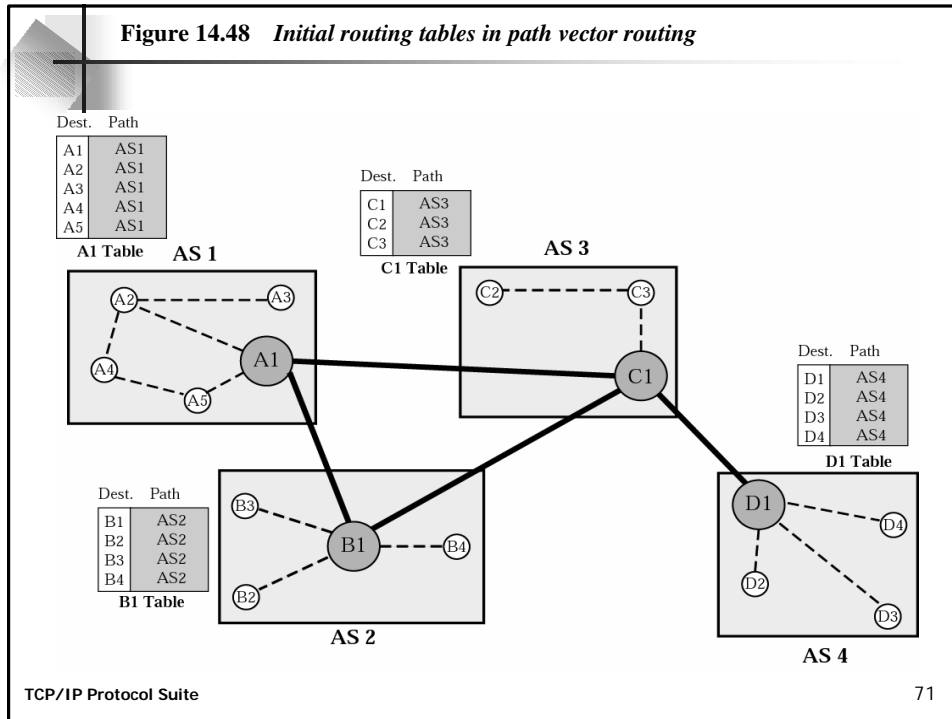 Figure 14.48 Initial routing tables in path vector routing
Dest. Path
A1 AS1
A2 AS1
A3 AS1
A4 AS1
A5 AS1
A1 Table
AS 1
Dest. Path
C1 AS3
C2 AS3
C3 AS3
C1 Table
AS 3
A2
A3
A4
A5
A1
C2
C3
C1
Dest. Path
D1 AS4
D2 AS4
D3 AS4
D4 AS4
D1 Table
Dest. Path
B1 AS2
B2 AS2
B3 AS2
B4 AS2
B1 Table
B3
B1
B4
B2
AS 2
D1
D4
D2
D3
AS 4
TCP/IP Protocol Suite
71